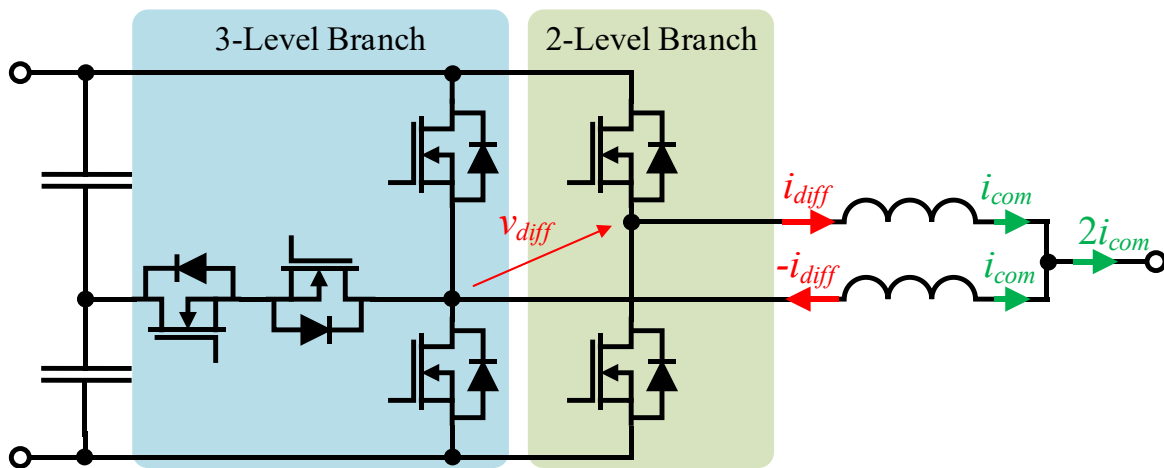 3-Level Branch
2-Level Branch
v_diff
i_diff
i_com
2i_com
-i_diff
i_com